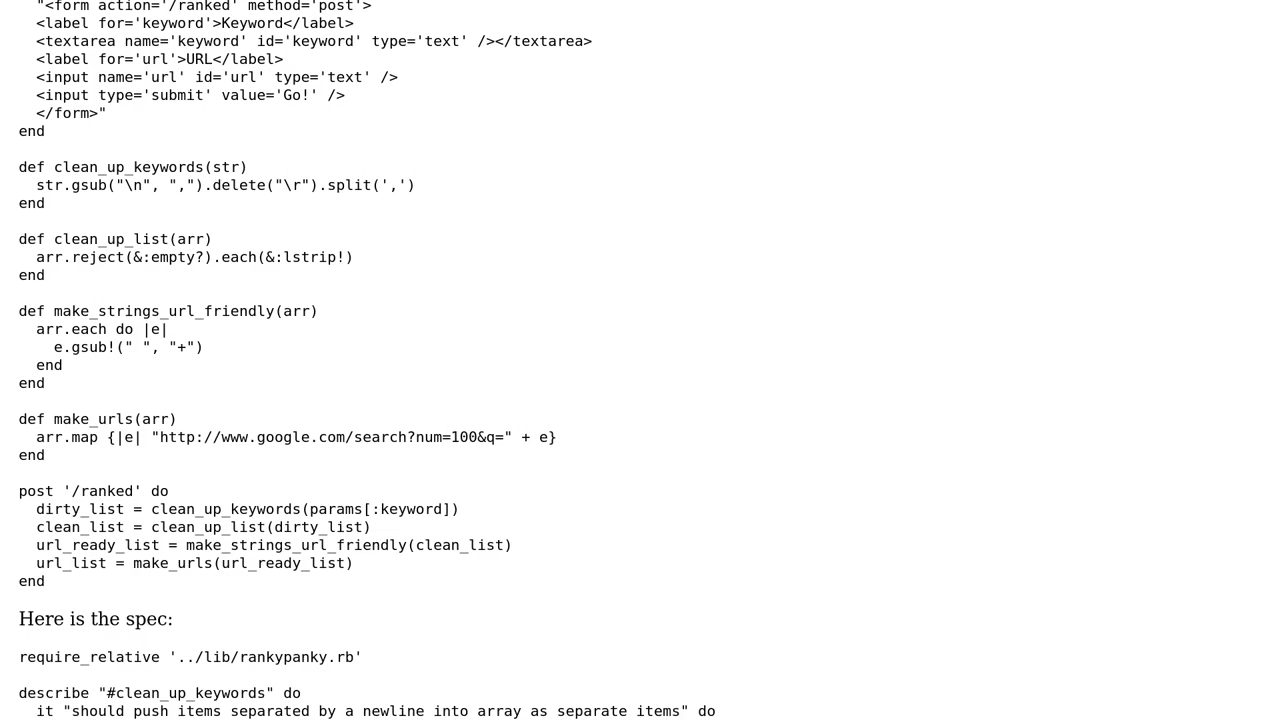 "<form action='/ranked' method='post'>
<label for='keyword'>Keyword</label>
<textarea name='keyword' id='keyword' type='text' /></textarea>
<label for='url'>URL</label>
<input name='url' id='url' type='text' />
<input type='submit' value='Go!' />
</form>"
end
def clean_up_keywords(str)
str.gsub("\n", ",").delete("\r").split(',')
end
def clean_up_list(arr)
arr.reject(&:empty?).each(&:lstrip!)
end
def make_strings_url_friendly(arr)
arr.each do |e|
e.gsub!(" ", "+")
end
end
def make_urls(arr)
arr.map {|e| "http://www.google.com/search?num=100&q=" + e}
end
post '/ranked' do
dirty_list = clean_up_keywords(params[:keyword])
clean_list = clean_up_list(dirty_list)
url_ready_list = make_strings_url_friendly(clean_list)
url_list = make_urls(url_ready_list)
end
Here is the spec:
require_relative '../lib/rankypanky.rb'
describe "#clean_up_keywords" do
it "should push items separated by a newline into array as separate items" do